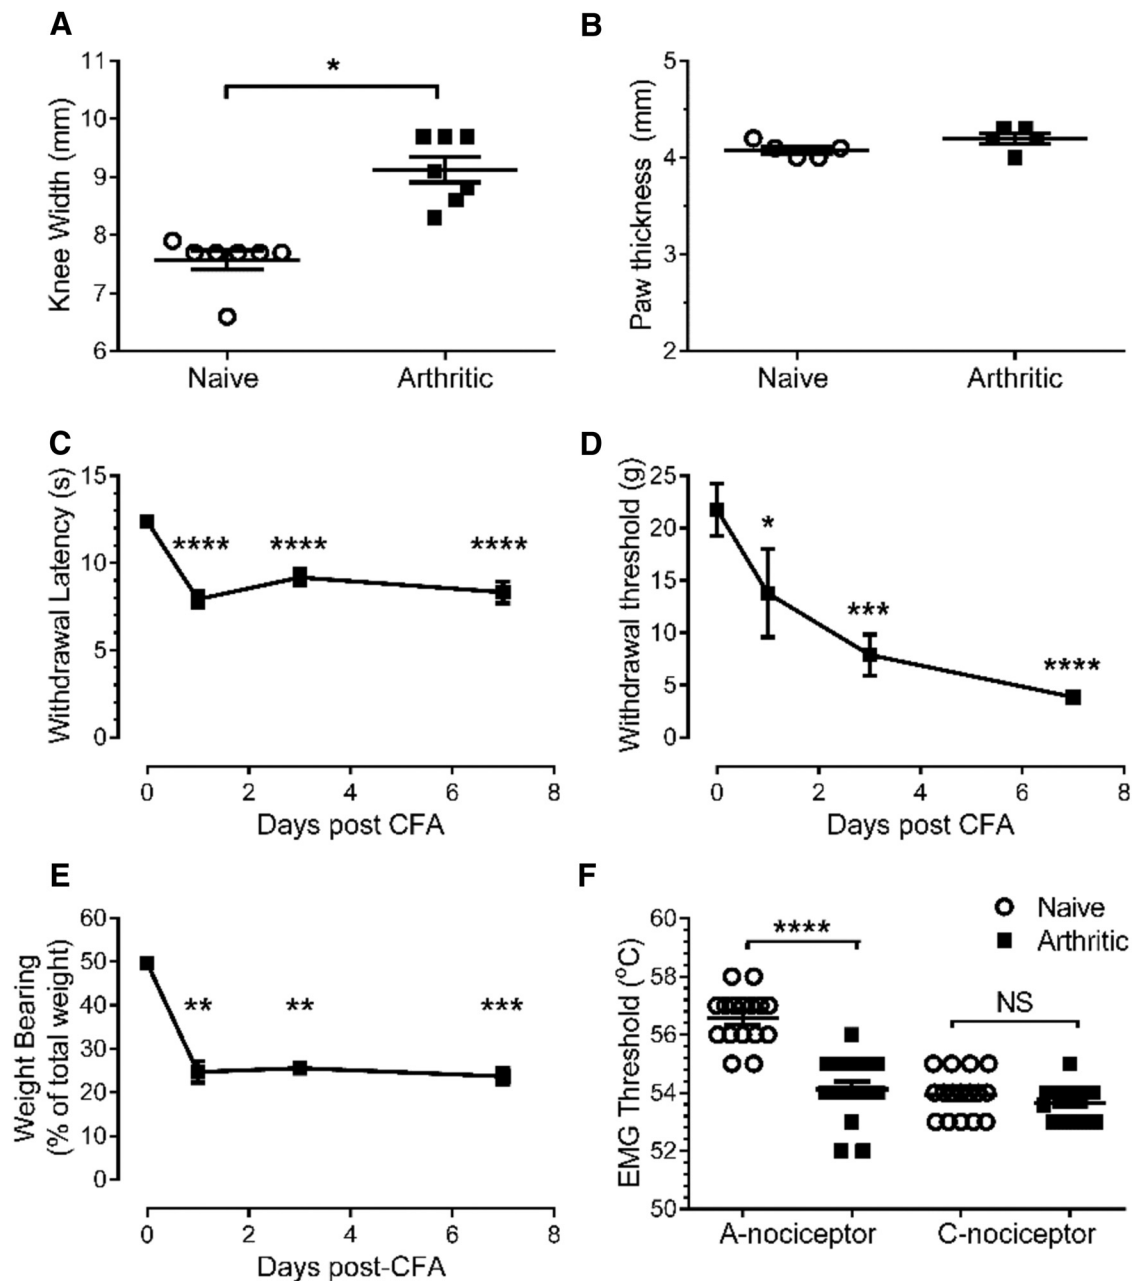 A
Knee Width (mm)
11
10
9
8
7
6
*
Naive
Arthritic
B
Paw thickness (mm)
5
4
3
2
Naive
Arthritic
C
Withdrawal Latency (s)
15
10
5
0
****
****
****
0 2 4 6 8
Days post CFA
D
Withdrawal threshold (g)
25
20
15
10
5
0
*
***
****
0 2 4 6 8
Days post CFA
E
Weight Bearing
(% of total weight)
60
50
40
30
20
10
0
**
**
***
0 2 4 6 8
Days post-CFA
F
EMG Threshold (°C)
60
58
56
54
52
50
Naive
Arthritic
****
NS
A-nociceptor
C-nociceptor